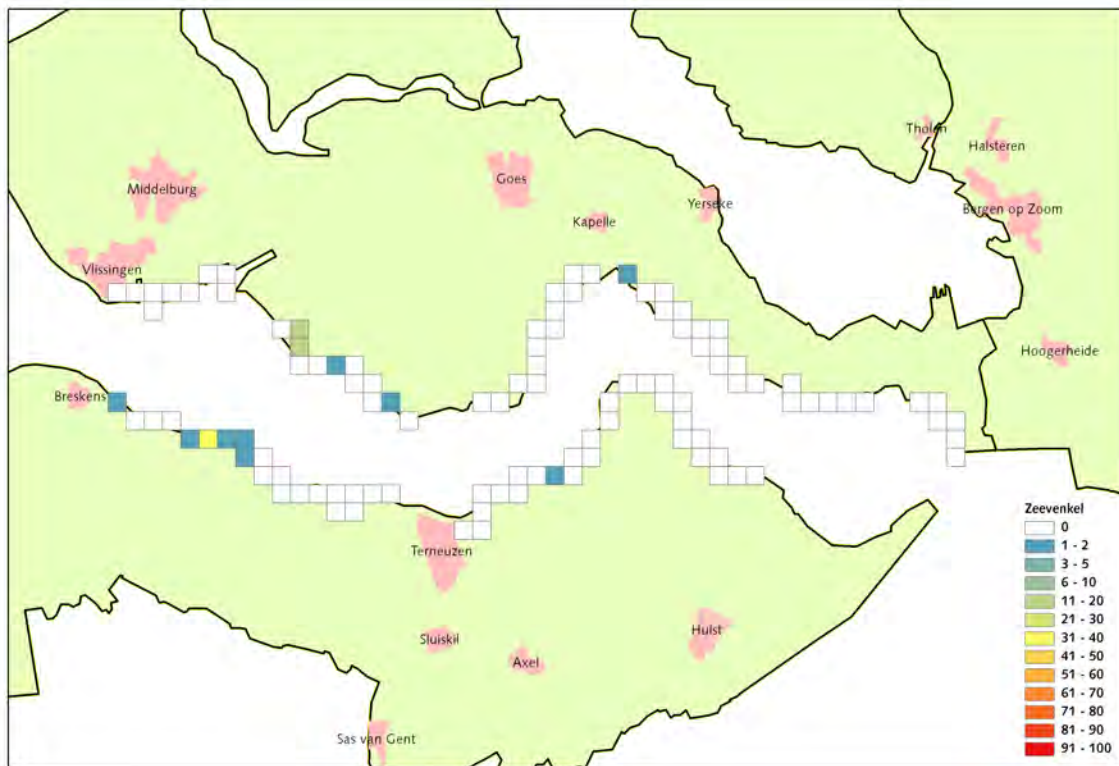 Tholen
Halsteren
Middelburg
Goes
Bergen op Zoom
Yerseke
Kapelle
Vlissingen
Hoogerheide
Breskens
Terneuzen
Sluiskil
Axel
Hulst
Sas van Gent
Zeevenkel
0
1 - 2
3 - 5
6 - 10
11 - 20
21 - 30
31 - 40
41 - 50
51 - 60
61 - 70
71 - 80
81 - 90
91 - 100